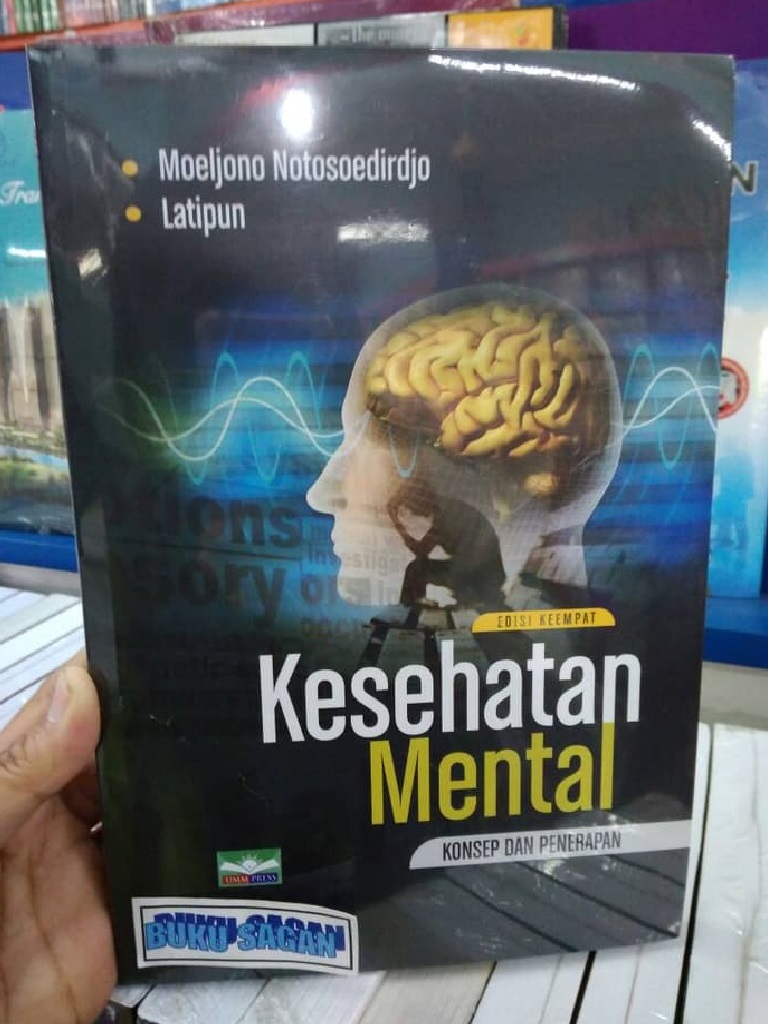 Moeljono Notosoedirdjo
Latipun
EDISI KEEMPAT
Kesehatan
Mental
KONSEP DAN PENERAPAN
UMM PRESS
BUKU SAGAN